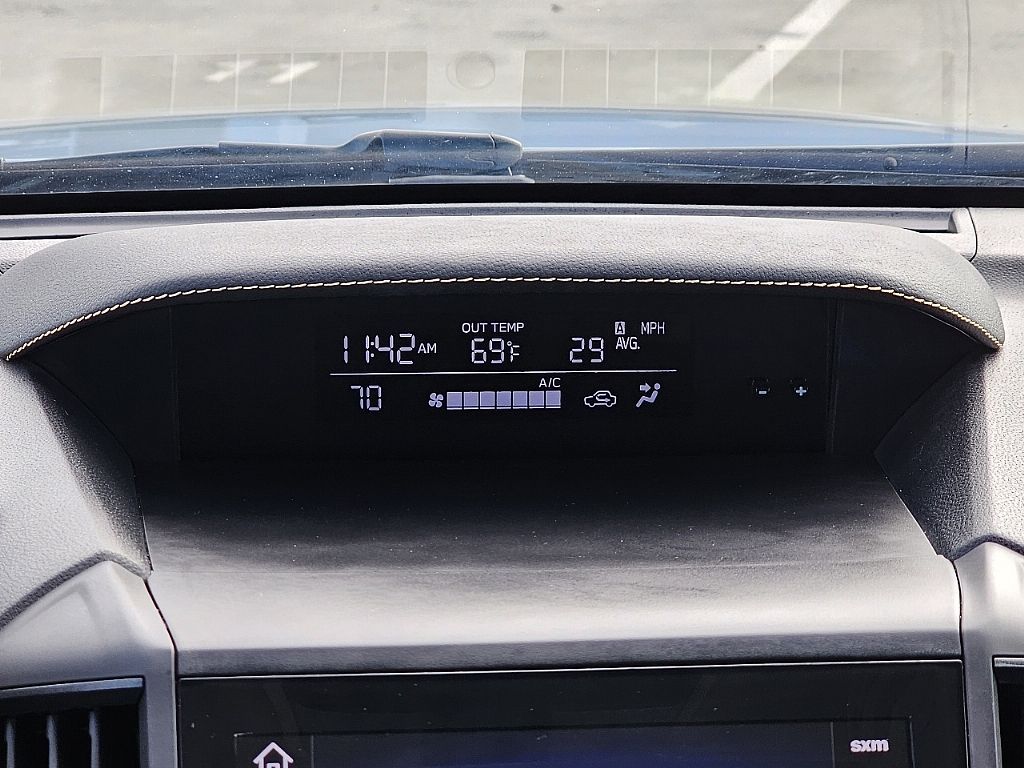 11:42 AM OUT TEMP 69°F 29 A MPH AVG.
70 A/C
- +
sxm